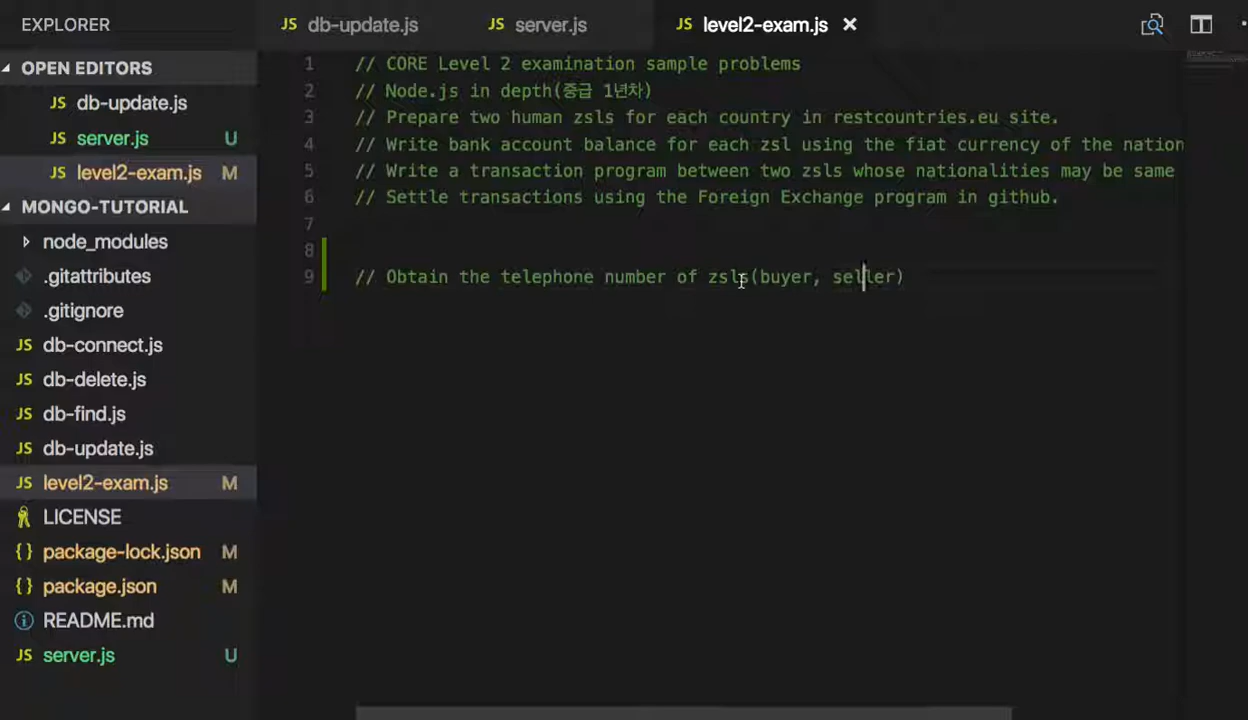 EXPLORER
JS db-update.js
JS server.js
JS level2-exam.js ×
OPEN EDITORS
JS db-update.js
JS server.js U
JS level2-exam.js M
MONGO-TUTORIAL
node_modules
.gitattributes
.gitignore
JS db-connect.js
JS db-delete.js
JS db-find.js
JS db-update.js
JS level2-exam.js M
LICENSE
{} package-lock.json M
{} package.json M
README.md
JS server.js U
1 // CORE Level 2 examination sample problems
2 // Node.js in depth(중급 1년차)
3 // Prepare two human zsls for each country in restcountries.eu site.
4 // Write bank account balance for each zsl using the fiat currency of the nation
5 // Write a transaction program between two zsls whose nationalities may be same
6 // Settle transactions using the Foreign Exchange program in github.
7
8
9 // Obtain the telephone number of zsls(buyer, seller)